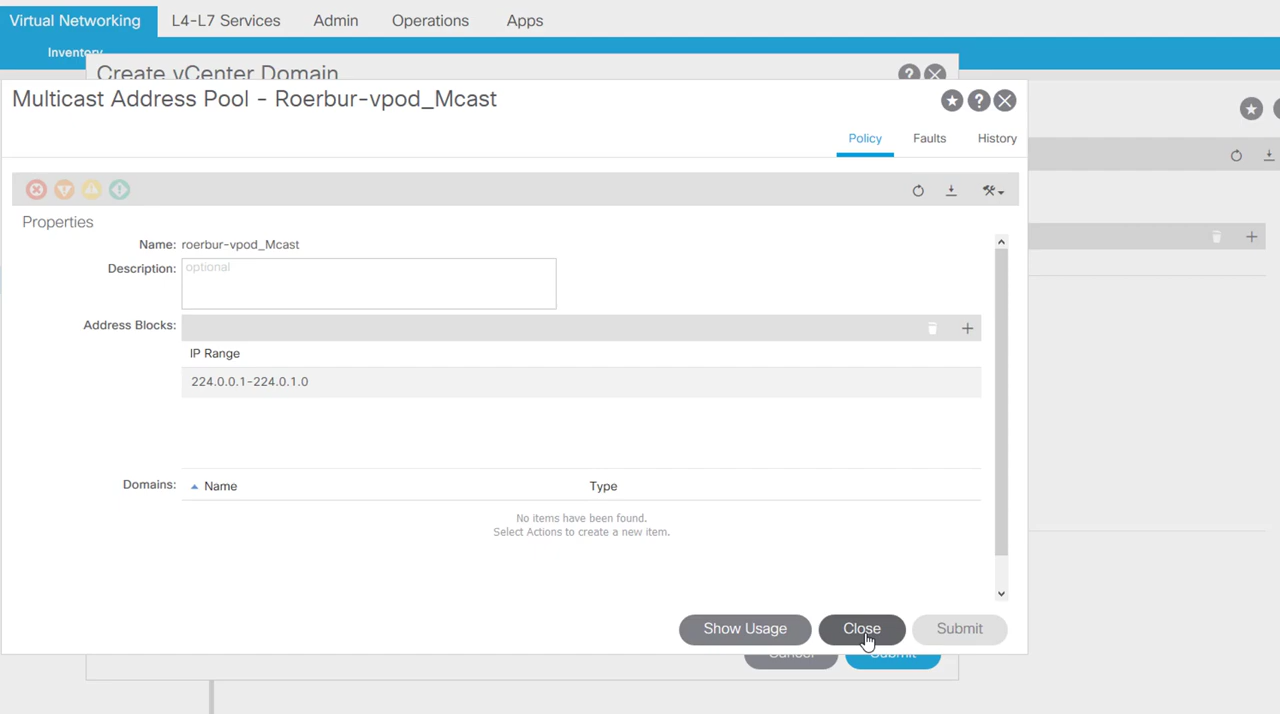 Virtual Networking L4-L7 Services Admin Operations Apps
Inventory
Create vCenter Domain
Multicast Address Pool - Roerbur-vpod_Mcast
Policy Faults History
Properties
Name: roerbur-vpod_Mcast
Description: optional
Address Blocks:
IP Range
224.0.0.1-224.0.1.0
Domains: Name Type
No items have been found.
Select Actions to create a new item.
Show Usage Close Submit
Cancel Submit